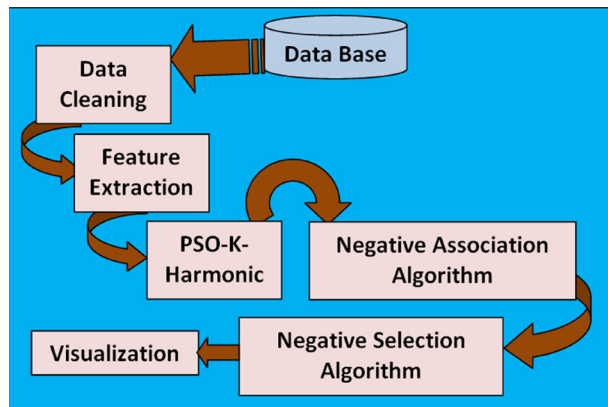 Data Base
Data
Cleaning
Feature
Extraction
PSO-K-
Harmonic
Negative Association
Algorithm
Negative Selection
Algorithm
Visualization